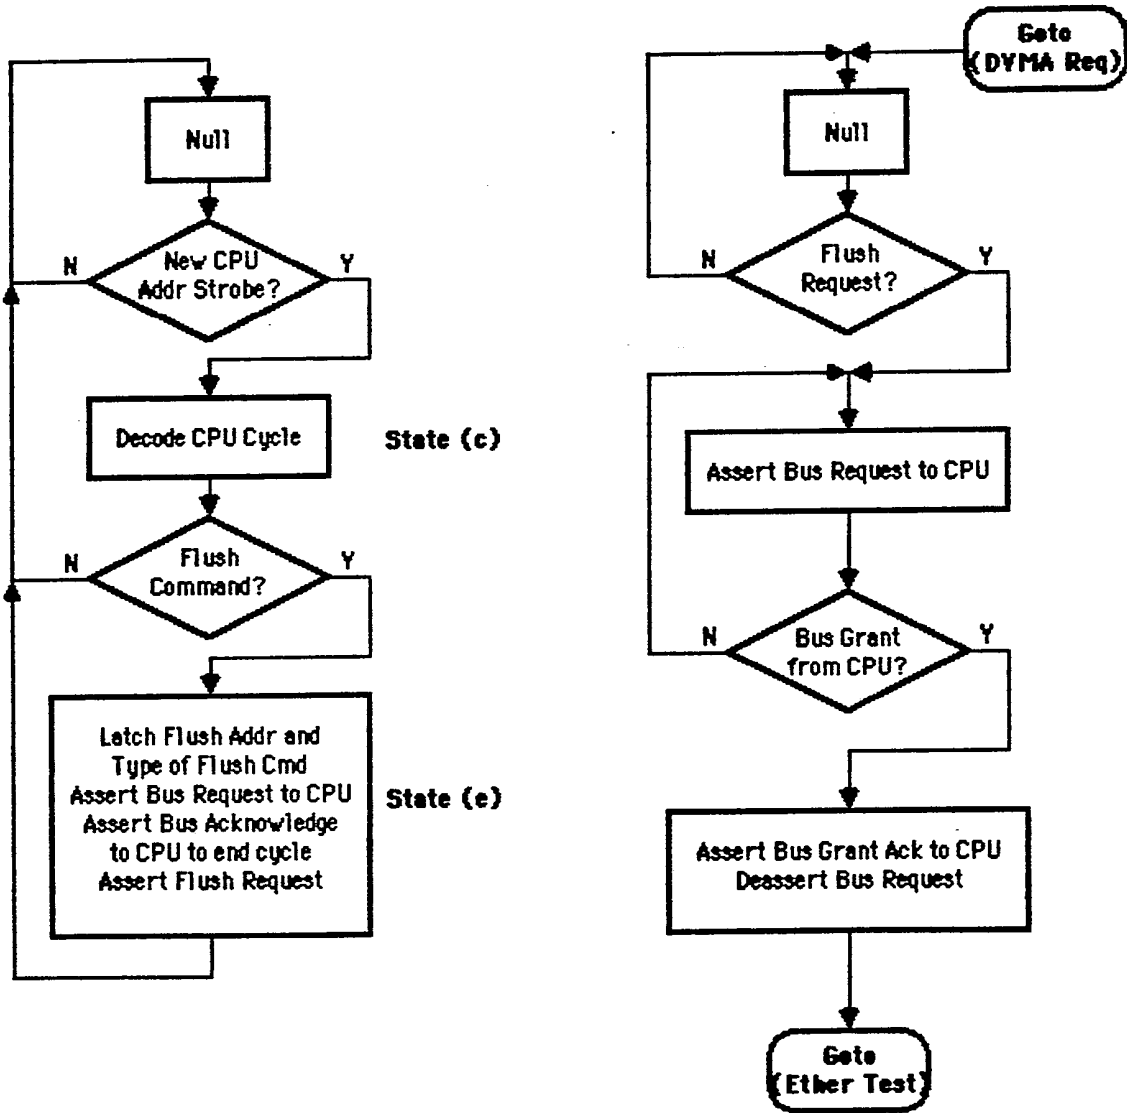 Null
N
New CPU
Addr Strobe?
Y
Decode CPU Cycle
State (c)
N
Flush
Command?
Y
Latch Flush Addr and
Type of Flush Cmd
Assert Bus Request to CPU
Assert Bus Acknowledge
to CPU to end cycle
Assert Flush Request
State (e)
Goto
(DVMA Req)
Null
N
Flush
Request?
Y
Assert Bus Request to CPU
N
Bus Grant
from CPU?
Y
Assert Bus Grant Ack to CPU
Deassert Bus Request
Goto
(Ether Test)